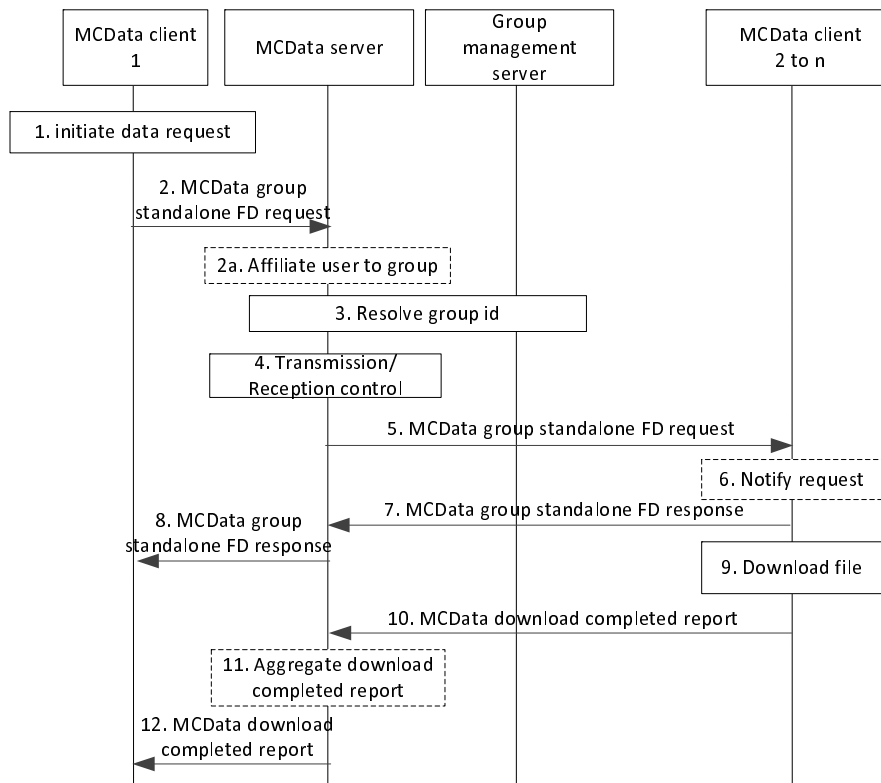 MCData client
1
MCData server
Group
management
server
MCData client
2 to n
1. initiate data request
2. MCData group
standalone FD request
2a. Affiliate user to group
3. Resolve group id
4. Transmission/
Reception control
5. MCData group standalone FD request
6. Notify request
7. MCData group standalone FD response
8. MCData group
standalone FD response
9. Download file
10. MCData download completed report
11. Aggregate download
completed report
12. MCData download
completed report